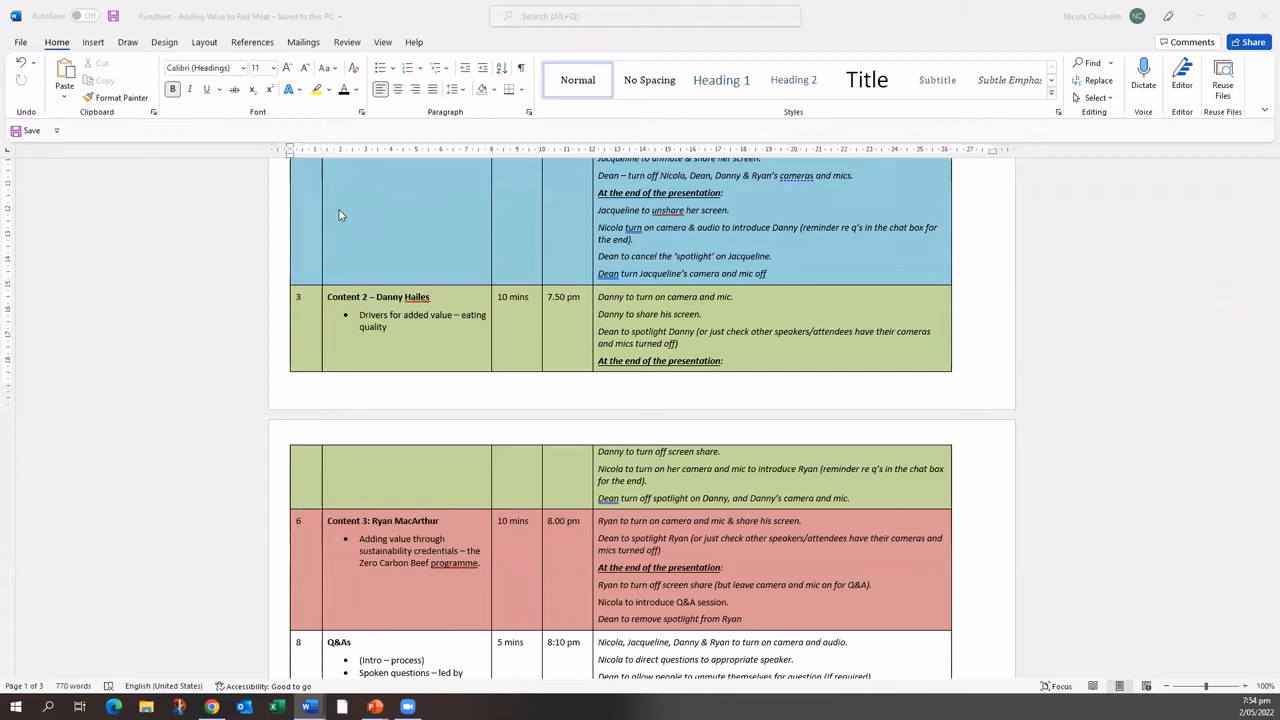 AutoSave Off Runsheet - Adding Value to Red Meat • Saved to this PC Search (Alt+Q) Nicola Chisholm NC
File Home Insert Draw Design Layout References Mailings Review View Help Comments Share
Paste Cut Copy Format Painter Calibri (Headings) 11 Normal No Spacing Heading 1 Heading 2 Title Subtitle Subtle Emphas Find Replace Select Dictate Editor Reuse Files
Undo Clipboard Font Paragraph Styles Editing Voice Editor Reuse Files
Save
Jacqueline to unmute & share her screen.
Dean – turn off Nicola, Dean, Danny & Ryan's cameras and mics.
At the end of the presentation:
Jacqueline to unshare her screen.
Nicola turn on camera & audio to introduce Danny (reminder re q's in the chat box for
the end).
Dean to cancel the 'spotlight' on Jacqueline.
Dean turn Jacqueline's camera and mic off
3 Content 2 – Danny Hailes 10 mins 7.50 pm Danny to turn on camera and mic.
• Drivers for added value – eating Danny to share his screen.
quality
Dean to spotlight Danny (or just check other speakers/attendees have their cameras
and mics turned off)
At the end of the presentation:
Danny to turn off screen share.
Nicola to turn on her camera and mic to introduce Ryan (reminder re q's in the chat box
for the end).
Dean turn off spotlight on Danny, and Danny's camera and mic.
6 Content 3: Ryan MacArthur 10 mins 8.00 pm Ryan to turn on camera and mic & share his screen.
• Adding value through Dean to spotlight Ryan (or just check other speakers/attendees have their cameras and
sustainability credentials – the mics turned off)
Zero Carbon Beef programme. At the end of the presentation:
Ryan to turn off screen share (but leave camera and mic on for Q&A).
Nicola to introduce Q&A session.
Dean to remove spotlight from Ryan
8 Q&As 5 mins 8:10 pm Nicola, Jacqueline, Danny & Ryan to turn on camera and audio.
• (Intro – process) Nicola to direct questions to appropriate speaker.
• Spoken questions – led by Dean to allow people to unmute themselves for question (if required)
Page 1 of 3 770 words English (United States) Accessibility: Good to go Focus 100%
7:54 pm
2/05/2022